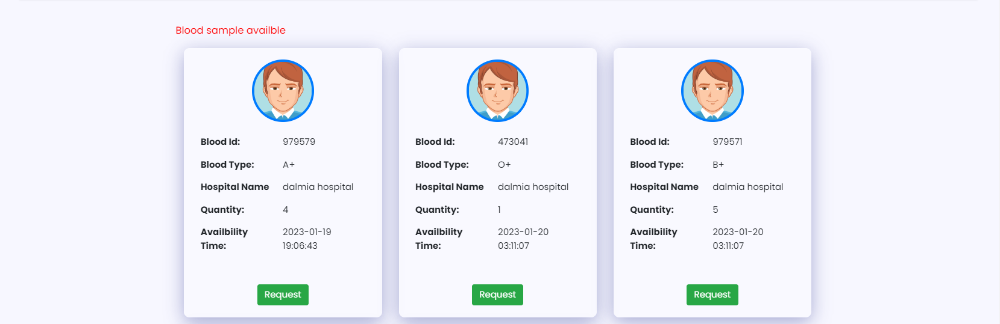 Blood sample availble
Blood Id: 979579
Blood Type: A+
Hospital Name dalmia hospital
Quantity: 4
Availbility Time: 2023-01-19 19:06:43
Request
Blood Id: 473041
Blood Type: O+
Hospital Name dalmia hospital
Quantity: 1
Availbility Time: 2023-01-20 03:11:07
Request
Blood Id: 979571
Blood Type: B+
Hospital Name dalmia hospital
Quantity: 5
Availbility Time: 2023-01-20 03:11:07
Request